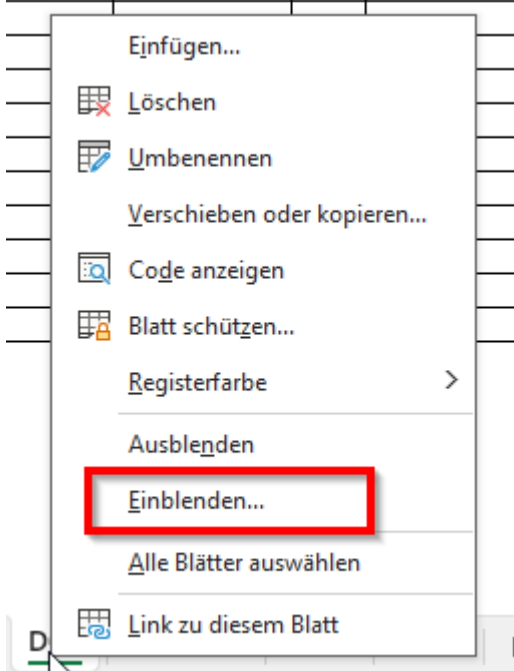 Einfügen...
Löschen
Umbenennen
Verschieben oder kopieren...
Code anzeigen
Blatt schützen...
Registerfarbe
Ausblenden
Einblenden...
Alle Blätter auswählen
Link zu diesem Blatt